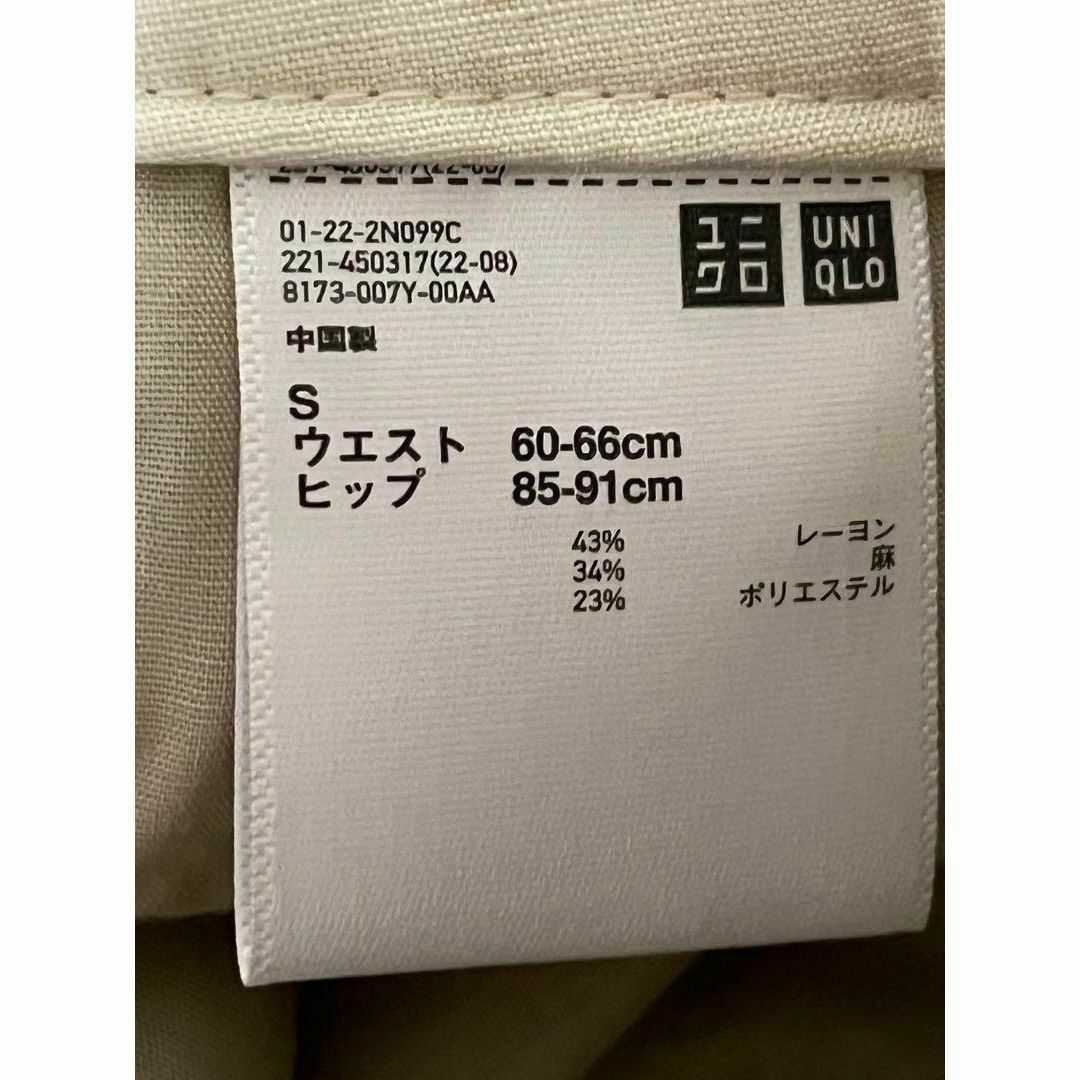 01-22-2N099C
221-450317(22-08)
8173-007Y-00AA
ユニクロ
UNIQLO
中国製
S
ウエスト 60-66cm
ヒップ 85-91cm
43% レーヨン
34% 麻
23% ポリエステル